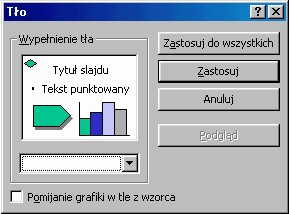 Tło
Wypełnienie tła
Tytuł slajdu
• Tekst punktowany
Zastosuj do wszystkich
Zastosuj
Anuluj
Podgląd
Pomijanie grafiki w tle z wzorca